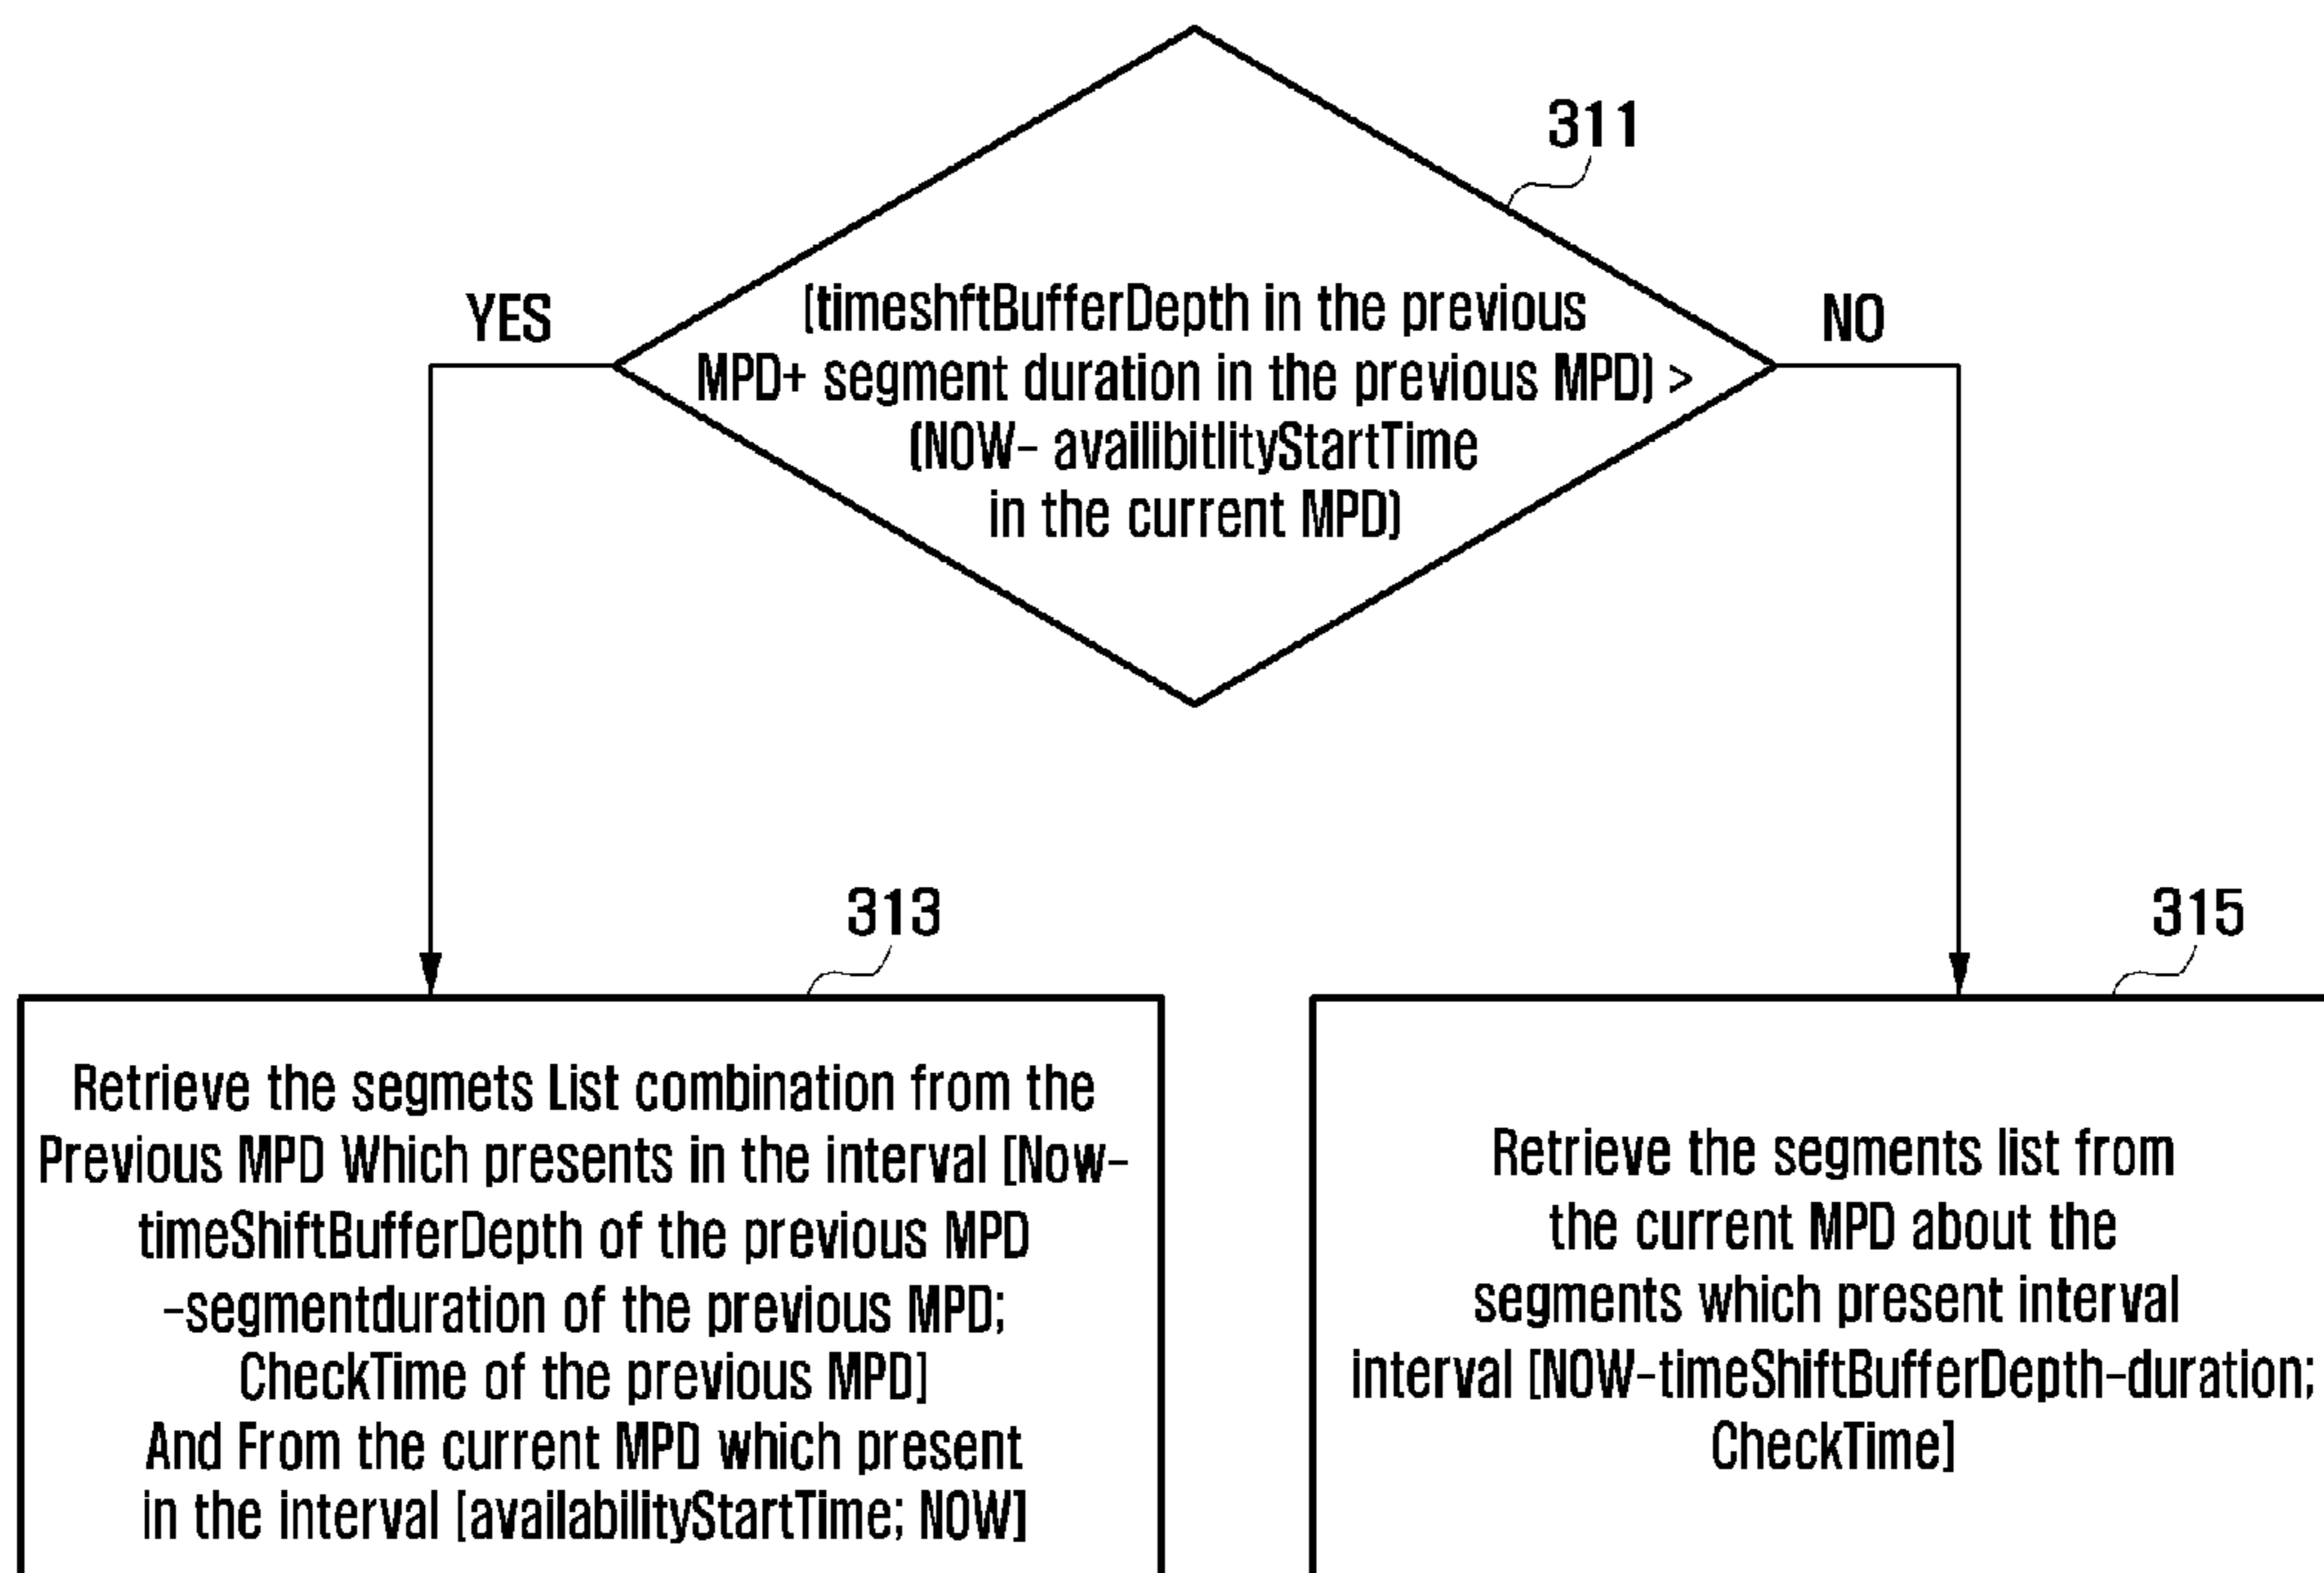 311
YES
NO
(timeshftBufferDepth in the previous
MPD+ segment duration in the previous MPD) >
(NOW- availibitlityStartTime
in the current MPD)
313
315
Retrieve the segmets List combination from the
Previous MPD Which presents in the interval [Now-
timeShiftBufferDepth of the previous MPD
-segmentduration of the previous MPD;
CheckTime of the previous MPD]
And From the current MPD which present
in the interval [availabilityStartTime; NOW]
Retrieve the segments list from
the current MPD about the
segments which present interval
interval [NOW-timeShiftBufferDepth-duration;
CheckTime]